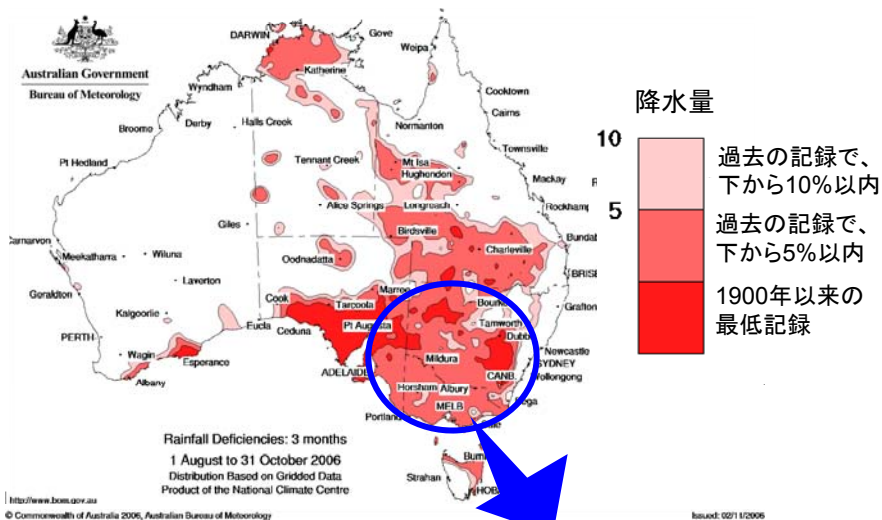 Australian Government
Bureau of Meteorology
DARWIN
Gove
Weipa
Katherine
Wyndham
Cooktown
Cairns
Derby
Broome
Halls Creek
Normanton
Townsville
Pt Hedland
Tennant Creek
Mt Isa
Hughenden
Mackay
Longreach
Rockhamp
Alice Springs
Giles
Birdsville
Bundab
Carnarvon
Meekatharra
Wiluna
Oodnadatta
Charleville
BRISB
Laverton
Marree
Geraldton
Cook
Tarcoola
Bourke
Grafton
Kalgoorlie
Eucla
Ceduna
Pt Augusta
Tamworth
Dubb
PERTH
Wagin
Esperance
Mildura
Newcastle
SYDNEY
Albany
ADELAIDE
CANB.
Wollongong
Horsham
Albury
Bega
Portland
MELB
Sale
Burni
Strahan
HOB
Rainfall Deficiencies: 3 months
1 August to 31 October 2006
Distribution Based on Gridded Data
Product of the National Climate Centre
http://www.bom.gov.au
© Commonwealth of Australia 2006, Australian Bureau of Meteorology
Issued: 02/11/2006
降水量
10
過去の記録で、
下から10%以内
5
過去の記録で、
下から5%以内
1900年以来の
最低記録